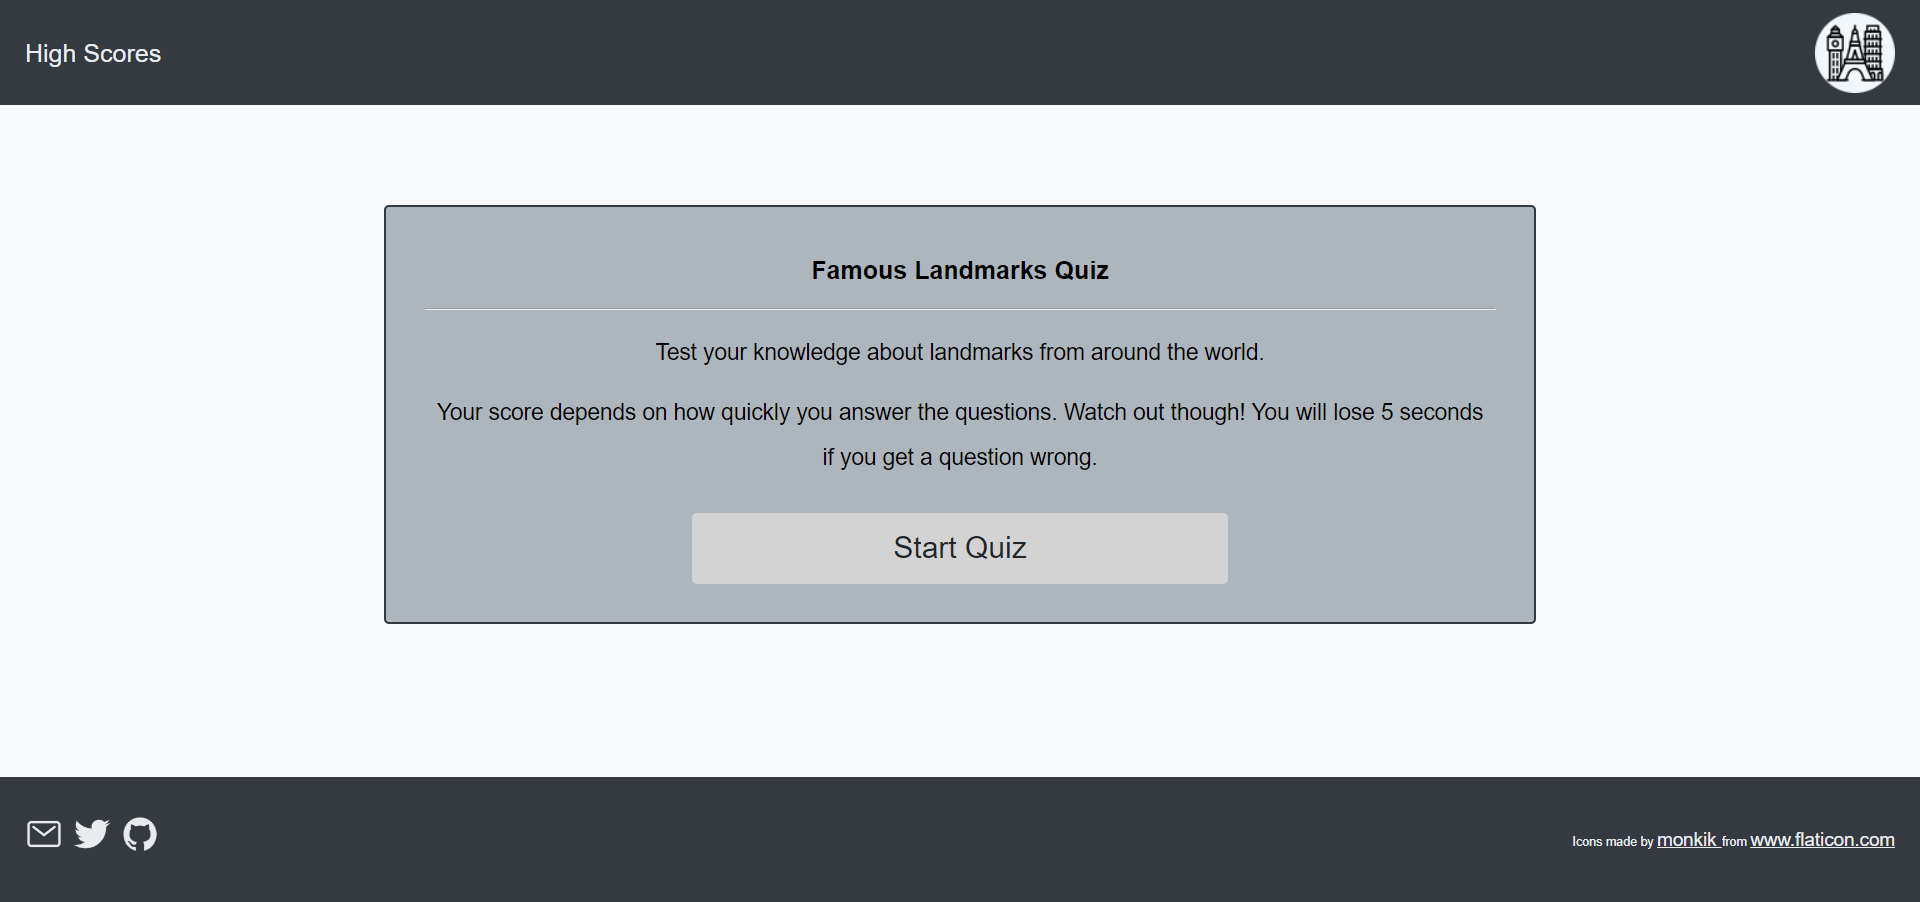 High Scores
Famous Landmarks Quiz
Test your knowledge about landmarks from around the world.
Your score depends on how quickly you answer the questions. Watch out though! You will lose 5 seconds
if you get a question wrong.
Start Quiz
Icons made by monkik from www.flaticon.com